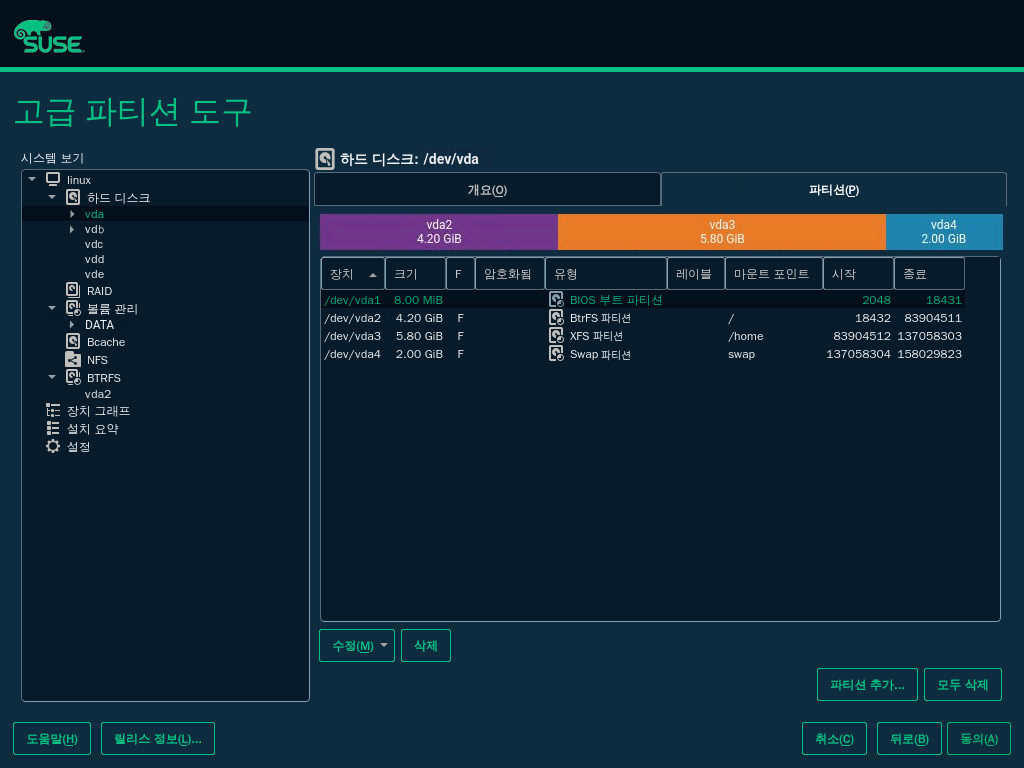 SUSE
고급 파티션 도구
시스템 보기
linux
하드 디스크
vda
vdb
vdc
vdd
vde
RAID
볼륨 관리
DATA
Bcache
NFS
BTRFS
vda2
장치 그래프
설치 요약
설정
하드 디스크: /dev/vda
개요(O) 파티션(P)
vda2 vda3 vda4
4.20 GiB 5.80 GiB 2.00 GiB
장치 크기 F 암호화됨 유형 레이블 마운트 포인트 시작 종료
/dev/vda1 8.00 MiB BIOS 부트 파티션 2048 18431
/dev/vda2 4.20 GiB F BtrFS 파티션 / 18432 83904511
/dev/vda3 5.80 GiB F XFS 파티션 /home 83904512 137058303
/dev/vda4 2.00 GiB F Swap 파티션 swap 137058304 158029823
수정(M) 삭제
파티션 추가... 모두 삭제
도움말(H) 릴리스 정보(L)... 취소(C) 뒤로(B) 동의(A)